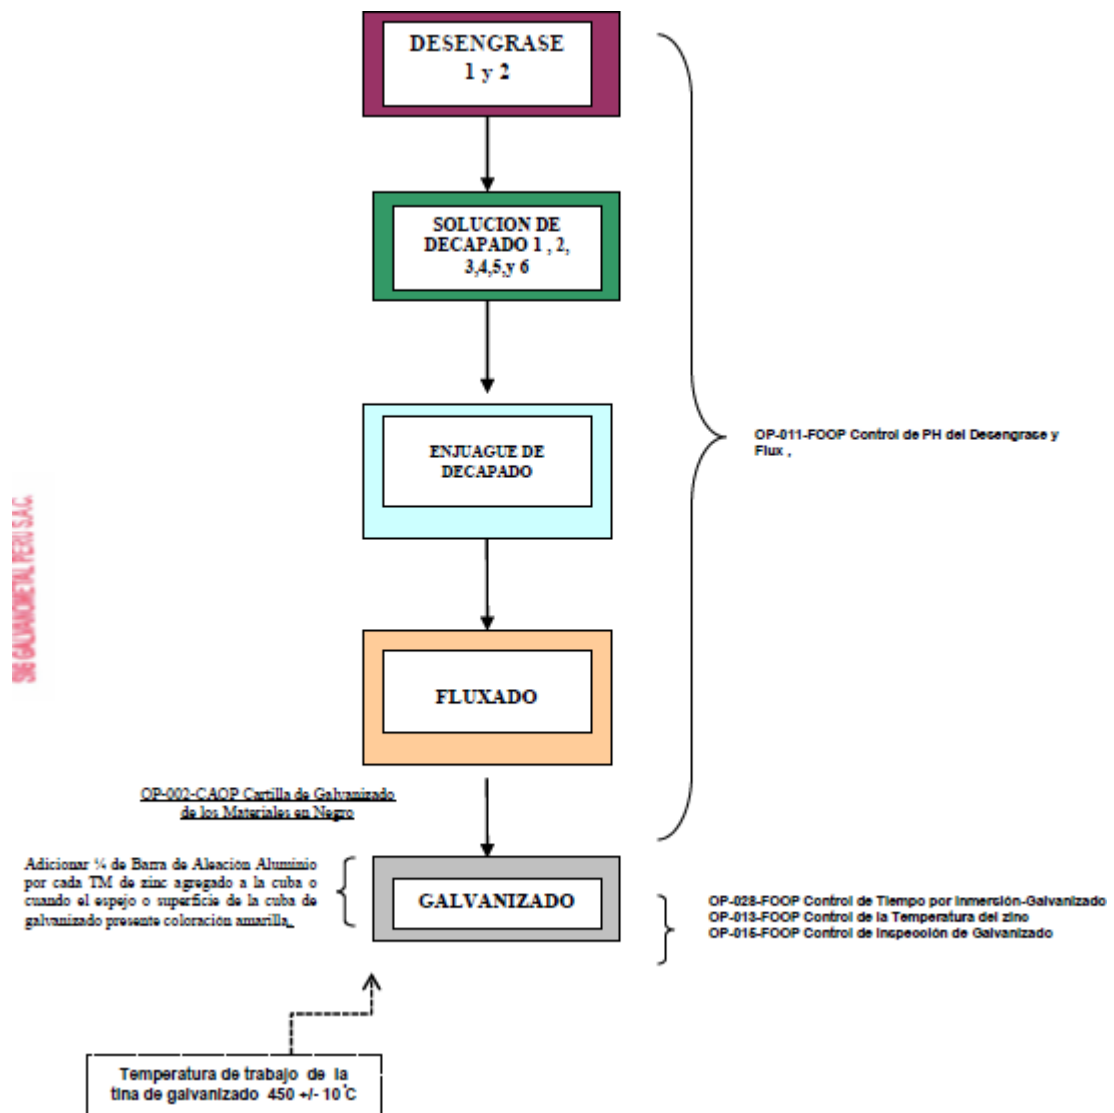 DESENGRASE
1 y 2
SOLUCION DE
DECAPADO 1 , 2,
3,4,5,y 6
ENJUAGUE DE
DECAPADO
OP-011-FOOP Control de PH del Desengrase y
Flux ,
SIG GALVANOMETAL PERU S.A.C.
FLUXADO
OP-002-CAOP Cartilla de Galvanizado
de los Materiales en Negro
Adicionar ¼ de Barra de Aleación Aluminio
por cada TM de zinc agregado a la cuba o
cuando el espejo o superficie de la cuba de
galvanizado presente coloración amarilla,
GALVANIZADO
OP-028-FOOP Control de Tiempo por Inmersión-Galvanizado
OP-013-FOOP Control de la Temperatura del zinc
OP-015-FOOP Control de Inspección de Galvanizado
Temperatura de trabajo de la
tina de galvanizado 450 +/- 10°C